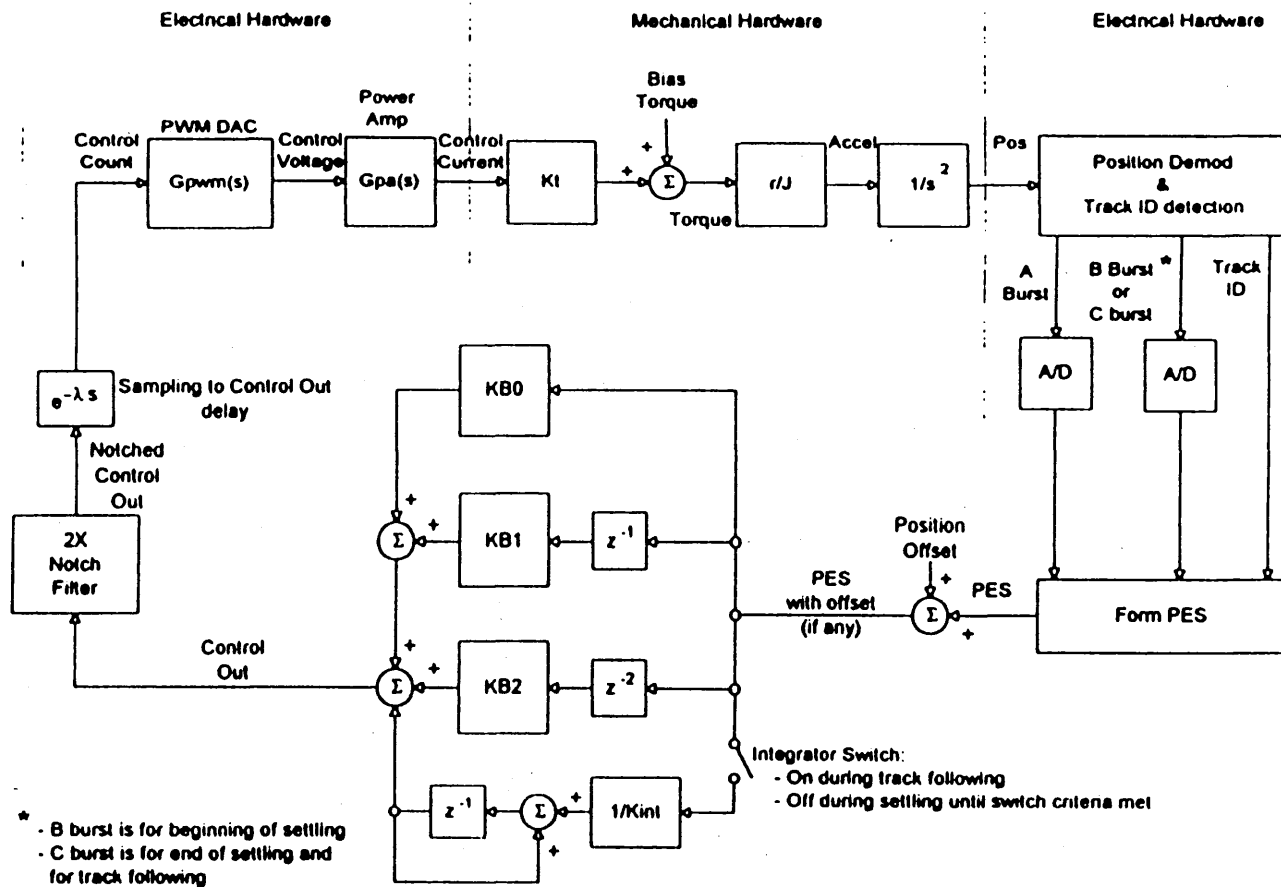 Electrical Hardware
Mechanical Hardware
Electrical Hardware
Control
Count
PWM DAC
Gpwm(s)
Control
Voltage
Power
Amp
Gpa(s)
Control
Current
Kt
Bias
Torque
+
+
Σ
Torque
r/J
Accel
1/s²
Pos
Position Demod
&
Track ID detection
A
Burst
B Burst *
or
C burst
Track
ID
A/D
A/D
e^-λs
Sampling to Control Out
delay
Notched
Control
Out
2X
Notch
Filter
Control
Out
KB0
+
Σ
+
KB1
z^-1
+
Σ
+
KB2
z^-2
PES
with offset
(if any)
Position
Offset
+
Σ
+
PES
Form PES
Integrator Switch:
- On during track following
- Off during settling until switch criteria met
z^-1
Σ
+
+
1/Kint
*
- B burst is for beginning of settling
- C burst is for end of settling and
for track following